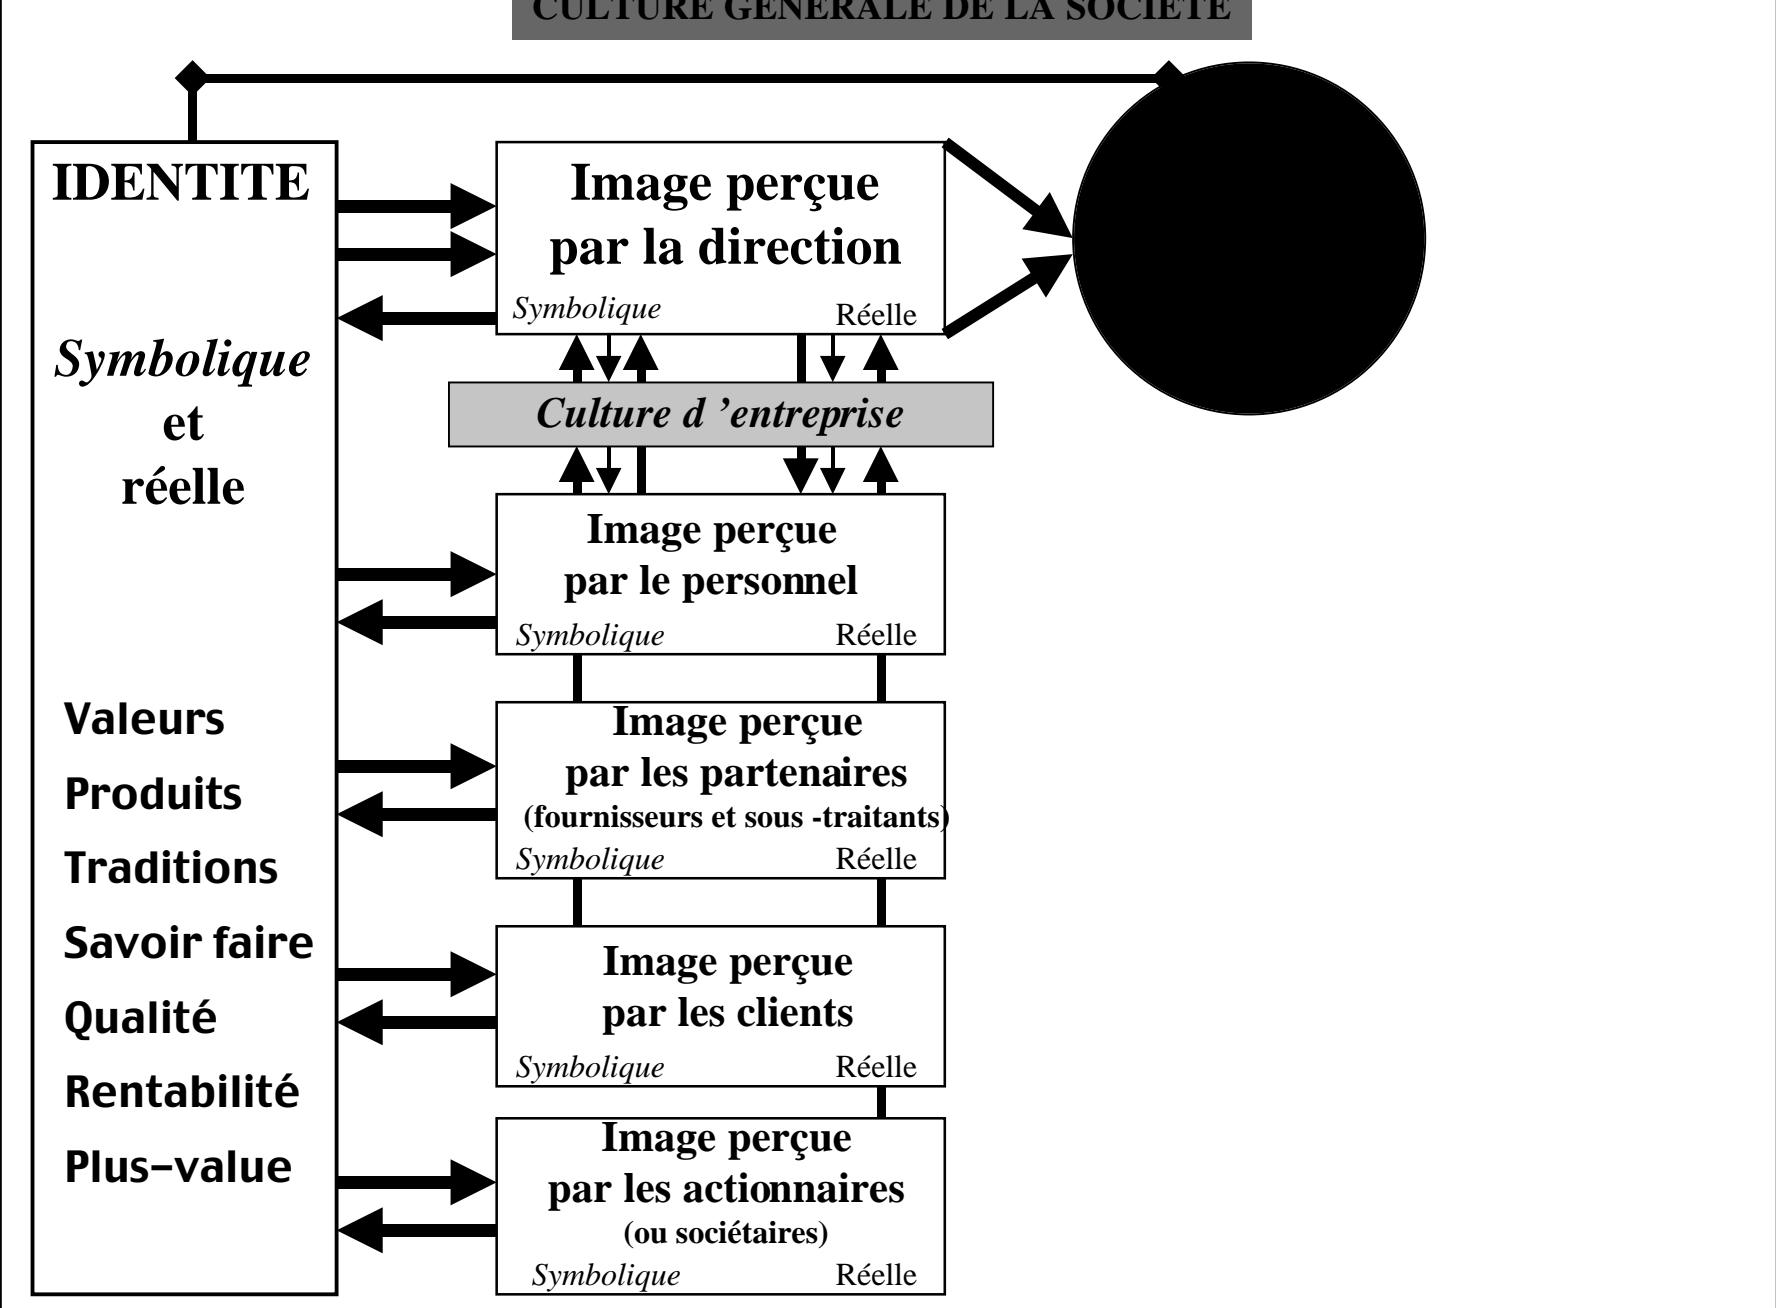 CULTURE GENERALE DE LA SOCIETE
IDENTITE
Symbolique
et
réelle
Valeurs
Produits
Traditions
Savoir faire
Qualité
Rentabilité
Plus-value
Image perçue
par la direction
Symbolique Réelle
Culture d ’entreprise
Image perçue
par le personnel
Symbolique Réelle
Image perçue
par les partenaires
(fournisseurs et sous -traitants)
Symbolique Réelle
Image perçue
par les clients
Symbolique Réelle
Image perçue
par les actionnaires
(ou sociétaires)
Symbolique Réelle